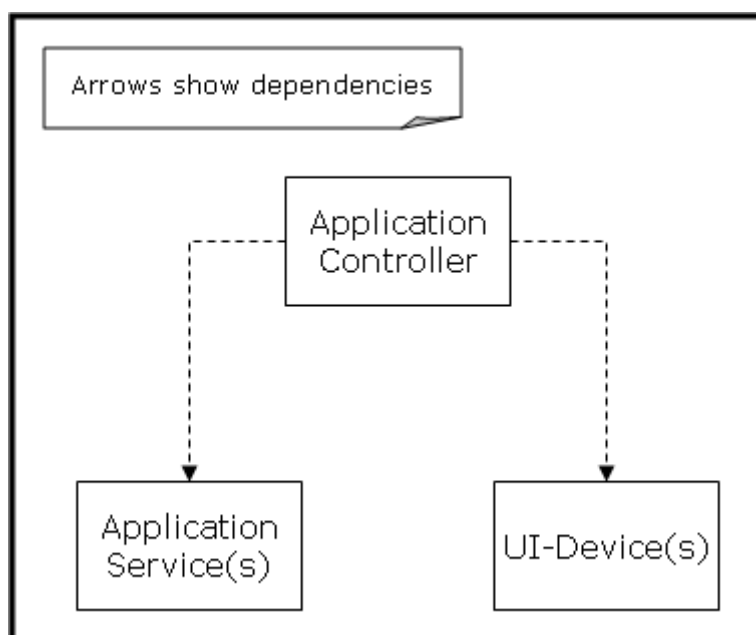 Arrows show dependencies
Application
Controller
Application
Service(s)
UI-Device(s)